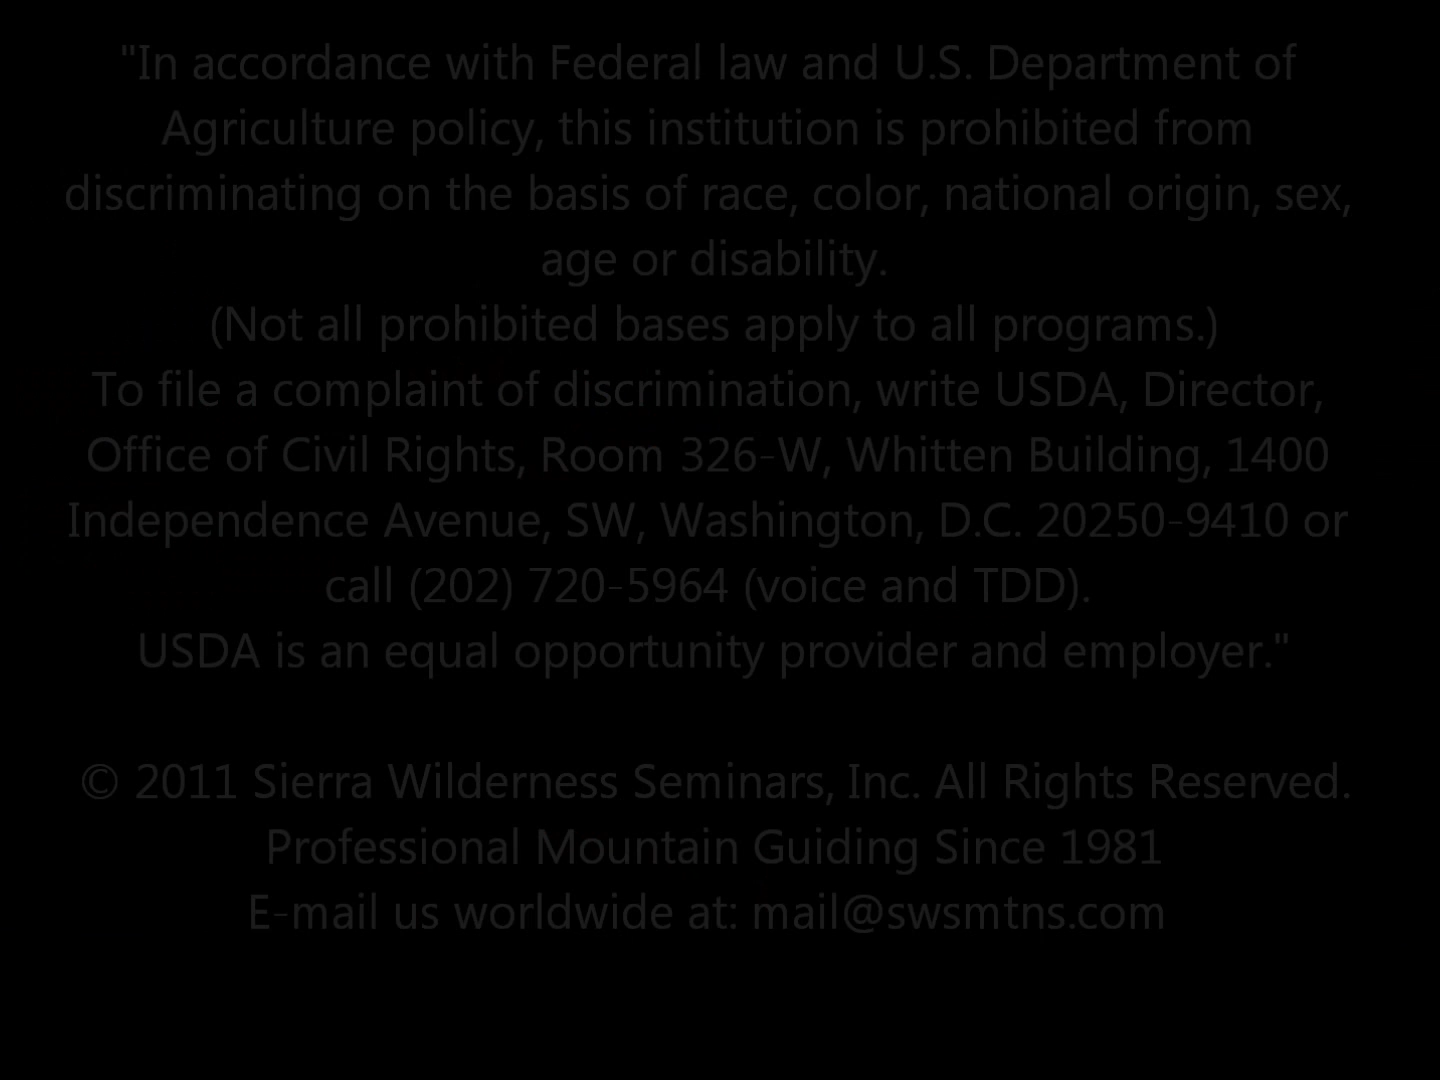 "In accordance with Federal law and U.S. Department of
Agriculture policy, this institution is prohibited from
discriminating on the basis of race, color, national origin, sex,
age or disability.
(Not all prohibited bases apply to all programs.)
To file a complaint of discrimination, write USDA, Director,
Office of Civil Rights, Room 326-W, Whitten Building, 1400
Independence Avenue, SW, Washington, D.C. 20250-9410 or
call (202) 720-5964 (voice and TDD).
USDA is an equal opportunity provider and employer."
© 2011 Sierra Wilderness Seminars, Inc. All Rights Reserved.
Professional Mountain Guiding Since 1981
E-mail us worldwide at: mail@swsmtns.com